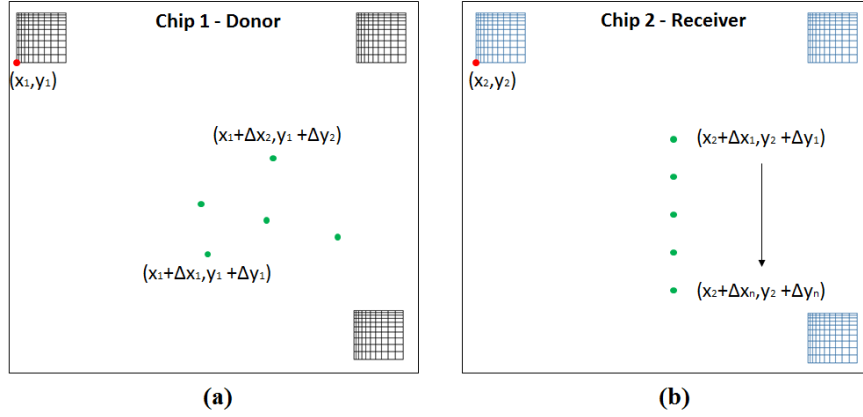 Chip 1 - Donor
(x₁,y₁)
(x₁+Δx₂,y₁ +Δy₂)
(x₁+Δx₁,y₁ +Δy₁)
(a)
Chip 2 - Receiver
(x₂,y₂)
(x₂+Δx₁,y₂ +Δy₁)
(x₂+Δxₙ,y₂ +Δyₙ)
(b)